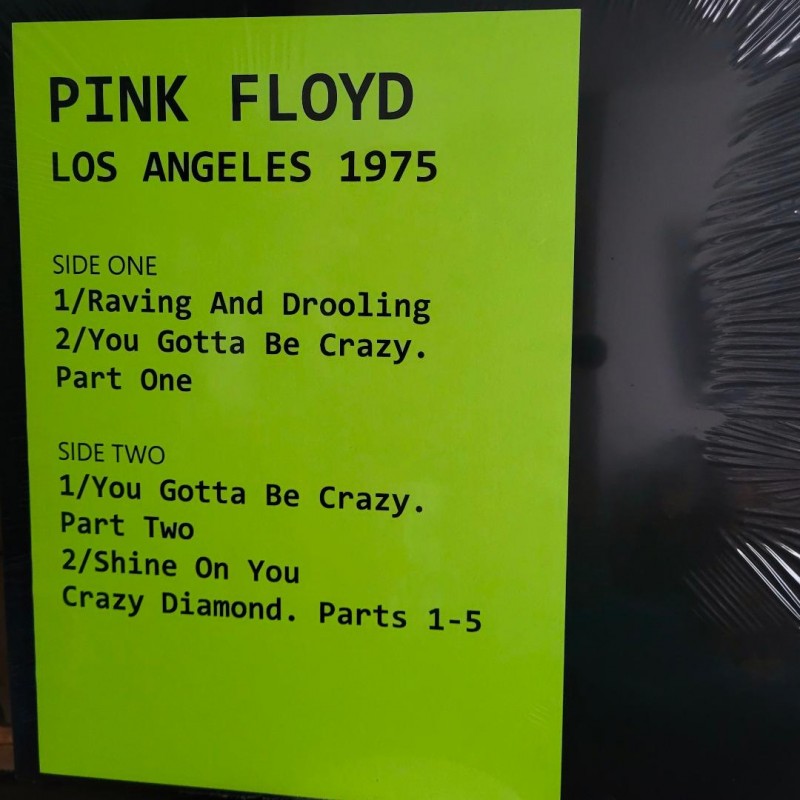 PINK FLOYD
LOS ANGELES 1975
SIDE ONE
1/Raving And Drooling
2/You Gotta Be Crazy.
Part One
SIDE TWO
1/You Gotta Be Crazy.
Part Two
2/Shine On You
Crazy Diamond. Parts 1-5